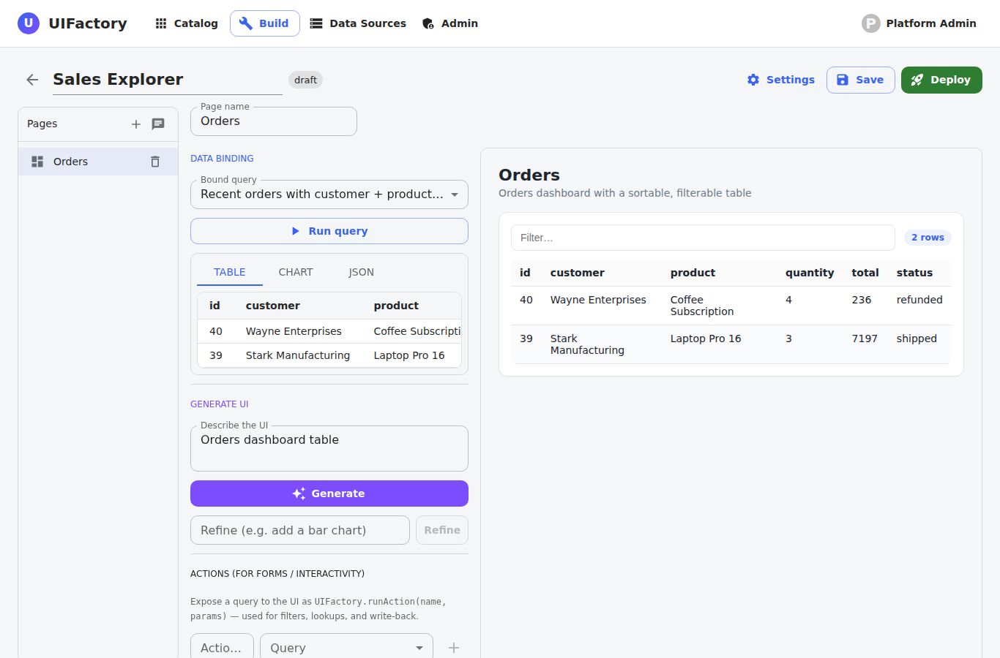 U UIFactory Catalog Build Data Sources Admin P Platform Admin
Sales Explorer draft Settings Save Deploy
Pages
Orders
Page name
Orders
DATA BINDING
Bound query
Recent orders with customer + product…
Run query
TABLE CHART JSON
id customer product
40 Wayne Enterprises Coffee Subscripti
39 Stark Manufacturing Laptop Pro 16
GENERATE UI
Describe the UI
Orders dashboard table
Generate
Refine (e.g. add a bar chart) Refine
ACTIONS (FOR FORMS / INTERACTIVITY)
Expose a query to the UI as UIFactory.runAction(name,
params) — used for filters, lookups, and write-back.
Actio… Query
Orders
Orders dashboard with a sortable, filterable table
Filter… 2 rows
id customer product quantity total status
40 Wayne Enterprises Coffee 4 236 refunded
Subscription
39 Stark Laptop Pro 16 3 7197 shipped
Manufacturing